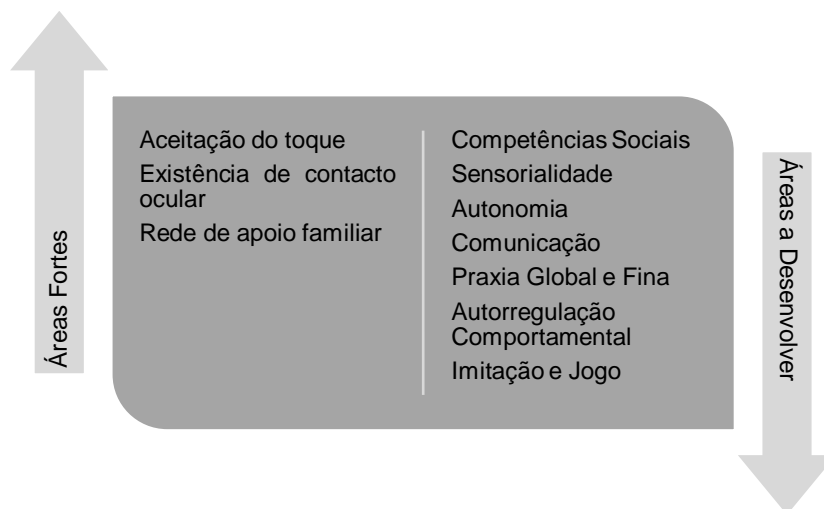 Áreas Fortes
Aceitação do toque
Existência de contacto
ocular
Rede de apoio familiar
Competências Sociais
Sensorialidade
Autonomia
Comunicação
Praxia Global e Fina
Autorregulação
Comportamental
Imitação e Jogo
Áreas a Desenvolver